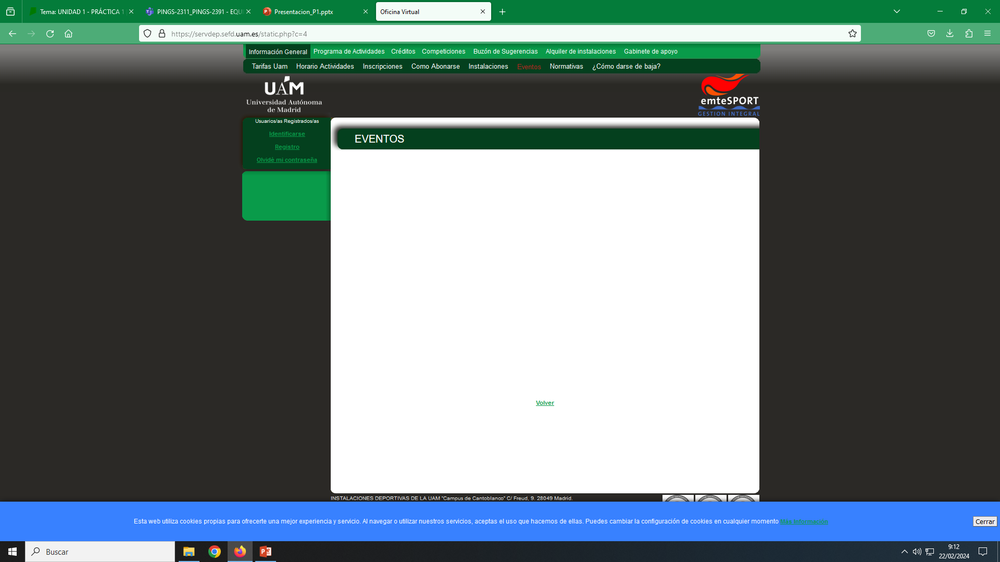 Tema: UNIDAD 1 - PRÁCTICA 1
PINGS-2311_PINGS-2391 - EQUI
Presentacion_P1.pptx
Oficina Virtual
https://servdep.sefd.uam.es/static.php?c=4
Información General Programa de Actividades Créditos Competiciones Buzón de Sugerencias Alquiler de instalaciones Gabinete de apoyo
Tarifas Uam Horario Actividades Inscripciones Como Abonarse Instalaciones Eventos Normativas ¿Cómo darse de baja?
UAM
Universidad Autónoma
de Madrid
emteSPORT
GESTION INTEGRAL
Usuarios/as Registrados/as
Identificarse
Registro
Olvidé mi contraseña
EVENTOS
Volver
INSTALACIONES DEPORTIVAS DE LA UAM "Campus de Cantoblanco" C/ Freud, 9. 28049 Madrid.
Esta web utiliza cookies propias para ofrecerte una mejor experiencia y servicio. Al navegar o utilizar nuestros servicios, aceptas el uso que hacemos de ellas. Puedes cambiar la configuración de cookies en cualquier momento Más Información
Cerrar
Buscar
9:12
22/02/2024